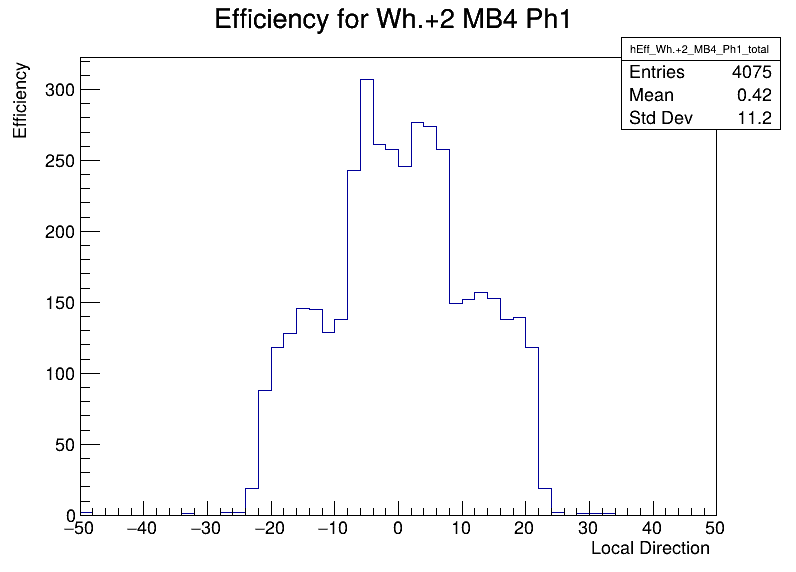 Efficiency for Wh.+2 MB4 Ph1
hEff_Wh.+2_MB4_Ph1_total
Entries 4075
Mean 0.42
Std Dev 11.2
Efficiency
300
250
200
150
100
50
0
−50 −40 −30 −20 −10 0 10 20 30 40 50
Local Direction